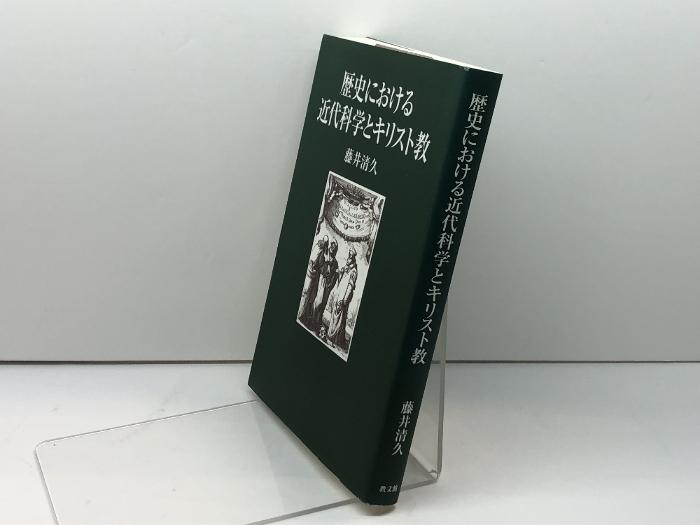 歴史における
近代科学とキリスト教
藤井清久
歴史における近代科学とキリスト教
藤井清久
教文館